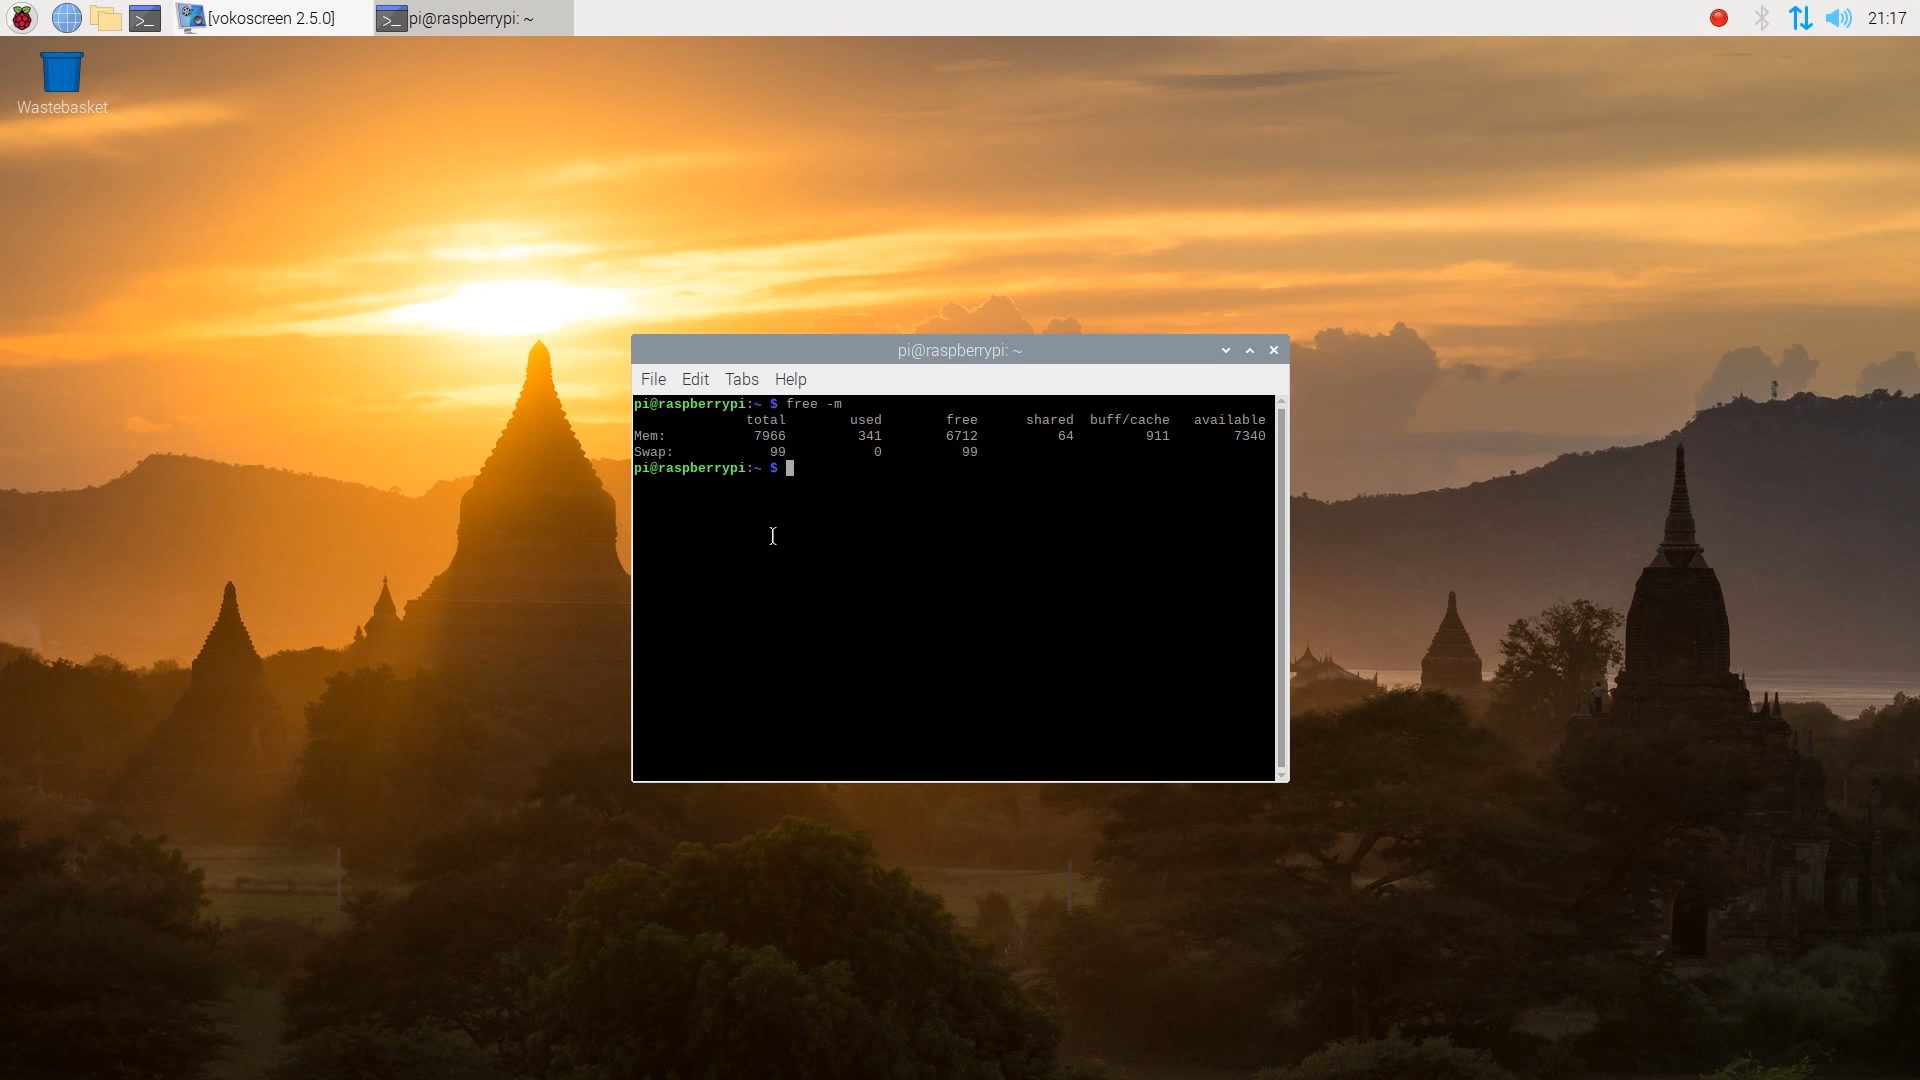 [vokoscreen 2.5.0] pi@raspberrypi: ~ 21:17
Wastebasket
pi@raspberrypi: ~
File Edit Tabs Help
pi@raspberrypi:~ $ free -m
total used free shared buff/cache available
Mem: 7966 341 6712 64 911 7340
Swap: 99 0 99
pi@raspberrypi:~ $